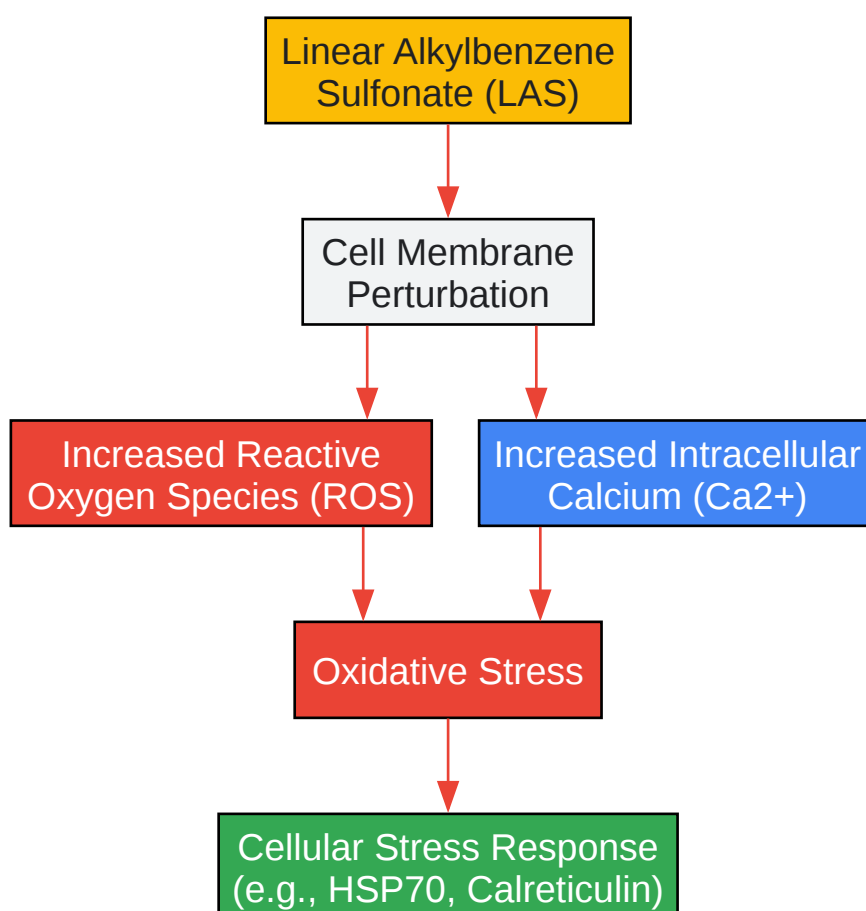 Linear Alkylbenzene
Sulfonate (LAS)
Cell Membrane
Perturbation
Increased Reactive
Oxygen Species (ROS)
Increased Intracellular
Calcium (Ca2+)
Oxidative Stress
Cellular Stress Response
(e.g., HSP70, Calreticulin)